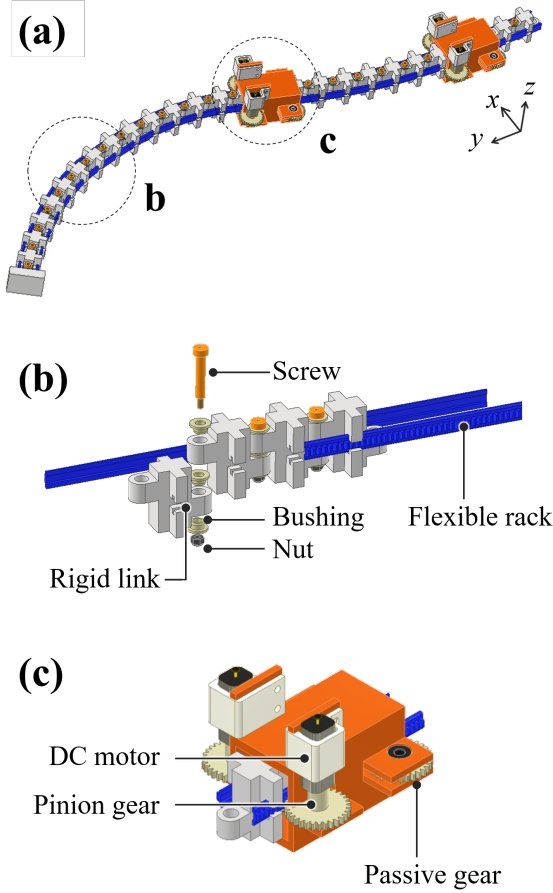 (a)
c
x
z
y
b
(b)
Screw
Flexible rack
Bushing
Nut
Rigid link
(c)
DC motor
Pinion gear
Passive gear